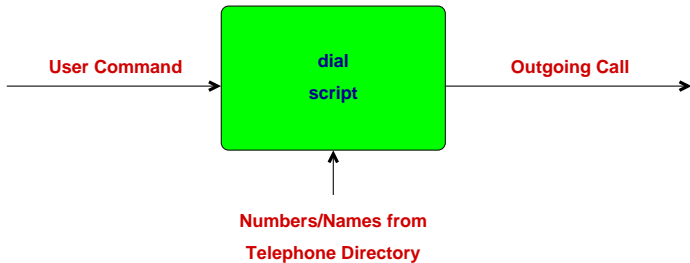 User Command
dial
script
Outgoing Call
Numbers/Names from
Telephone Directory